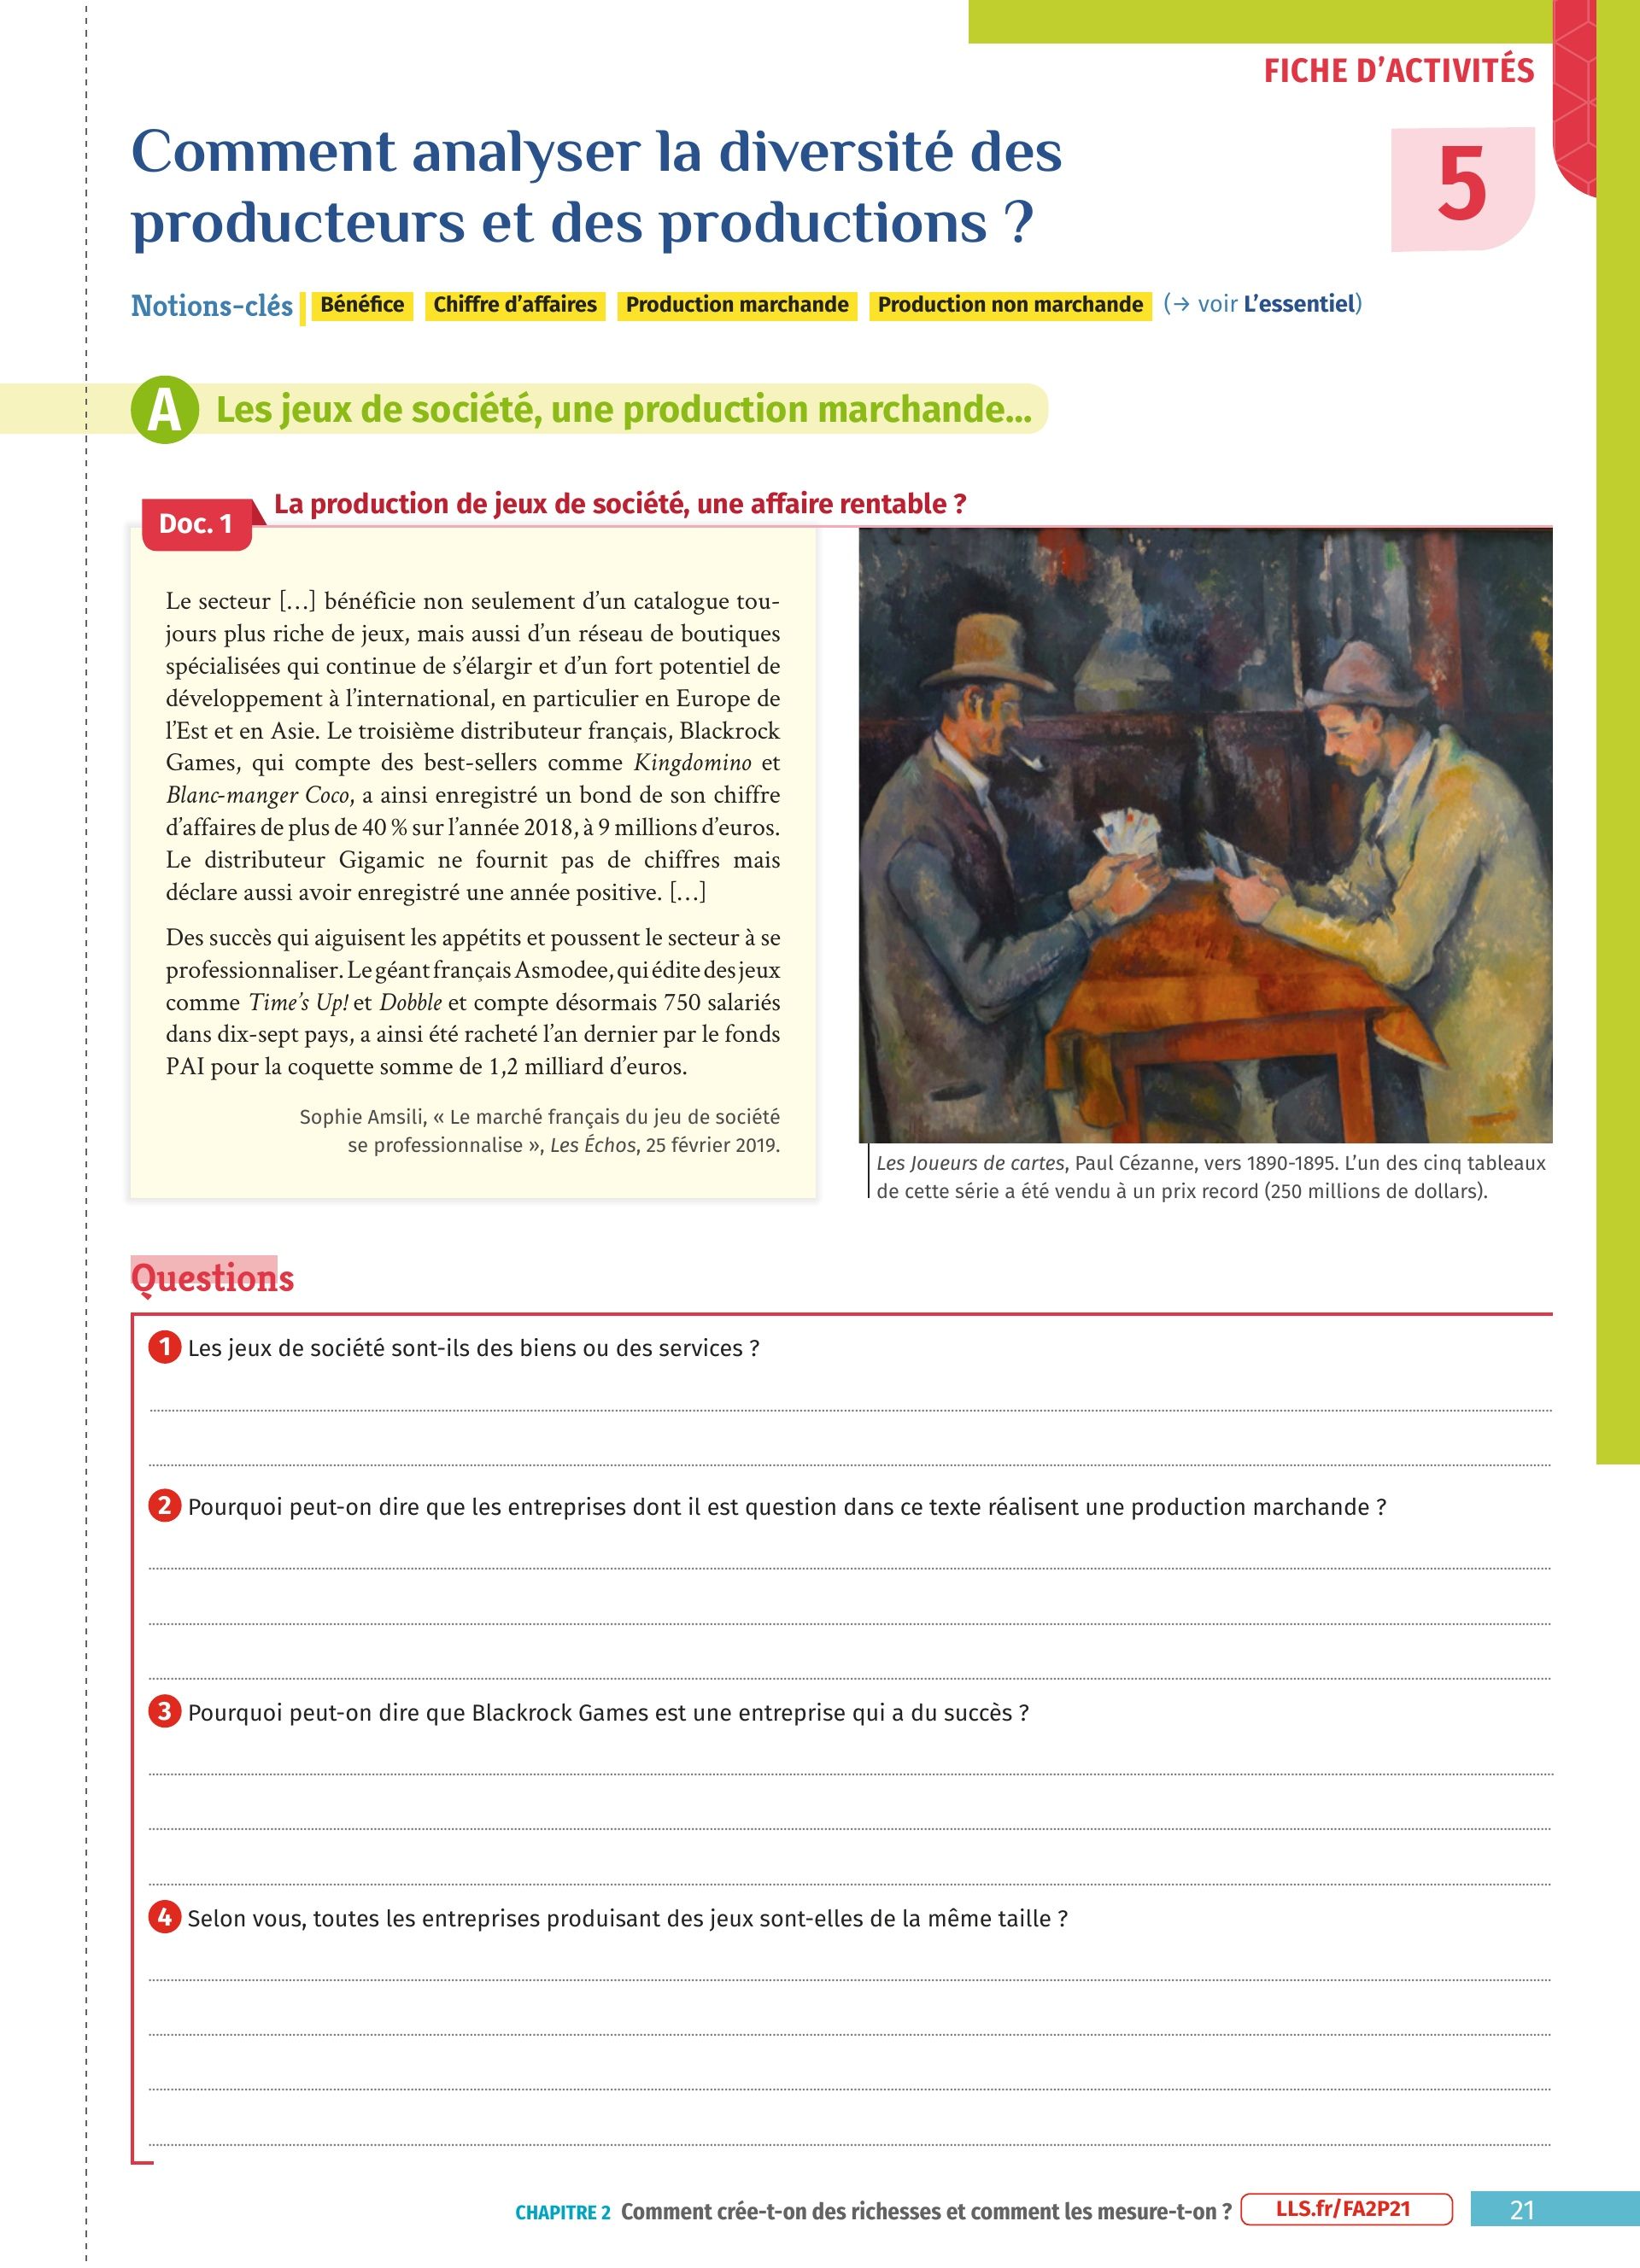 FICHE D'ACTIVITÉS
Comment analyser la diversité des
producteurs et des productions ?
5
Notions-clés Bénéfice Chiffre d'affaires Production marchande Production non marchande (→ voir L'essentiel)
A Les jeux de société, une production marchande…
Doc. 1 La production de jeux de société, une affaire rentable ?
Le secteur […] bénéficie non seulement d'un catalogue tou-
jours plus riche de jeux, mais aussi d'un réseau de boutiques
spécialisées qui continue de s'élargir et d'un fort potentiel de
développement à l'international, en particulier en Europe de
l'Est et en Asie. Le troisième distributeur français, Blackrock
Games, qui compte des best-sellers comme Kingdomino et
Blanc-manger Coco, a ainsi enregistré un bond de son chiffre
d'affaires de plus de 40 % sur l'année 2018, à 9 millions d'euros.
Le distributeur Gigamic ne fournit pas de chiffres mais
déclare aussi avoir enregistré une année positive. […]
Des succès qui aiguisent les appétits et poussent le secteur à se
professionnaliser. Le géant français Asmodee, qui édite des jeux
comme Time's Up! et Dobble et compte désormais 750 salariés
dans dix-sept pays, a ainsi été racheté l'an dernier par le fonds
PAI pour la coquette somme de 1,2 milliard d'euros.
Sophie Amsili, « Le marché français du jeu de société
se professionnalise », Les Échos, 25 février 2019.
Les Joueurs de cartes, Paul Cézanne, vers 1890-1895. L'un des cinq tableaux
de cette série a été vendu à un prix record (250 millions de dollars).
Questions
1 Les jeux de société sont-ils des biens ou des services ?
2 Pourquoi peut-on dire que les entreprises dont il est question dans ce texte réalisent une production marchande ?
3 Pourquoi peut-on dire que Blackrock Games est une entreprise qui a du succès ?
4 Selon vous, toutes les entreprises produisant des jeux sont-elles de la même taille ?
CHAPITRE 2 Comment crée-t-on des richesses et comment les mesure-t-on ? LLS.fr/FA2P21 21